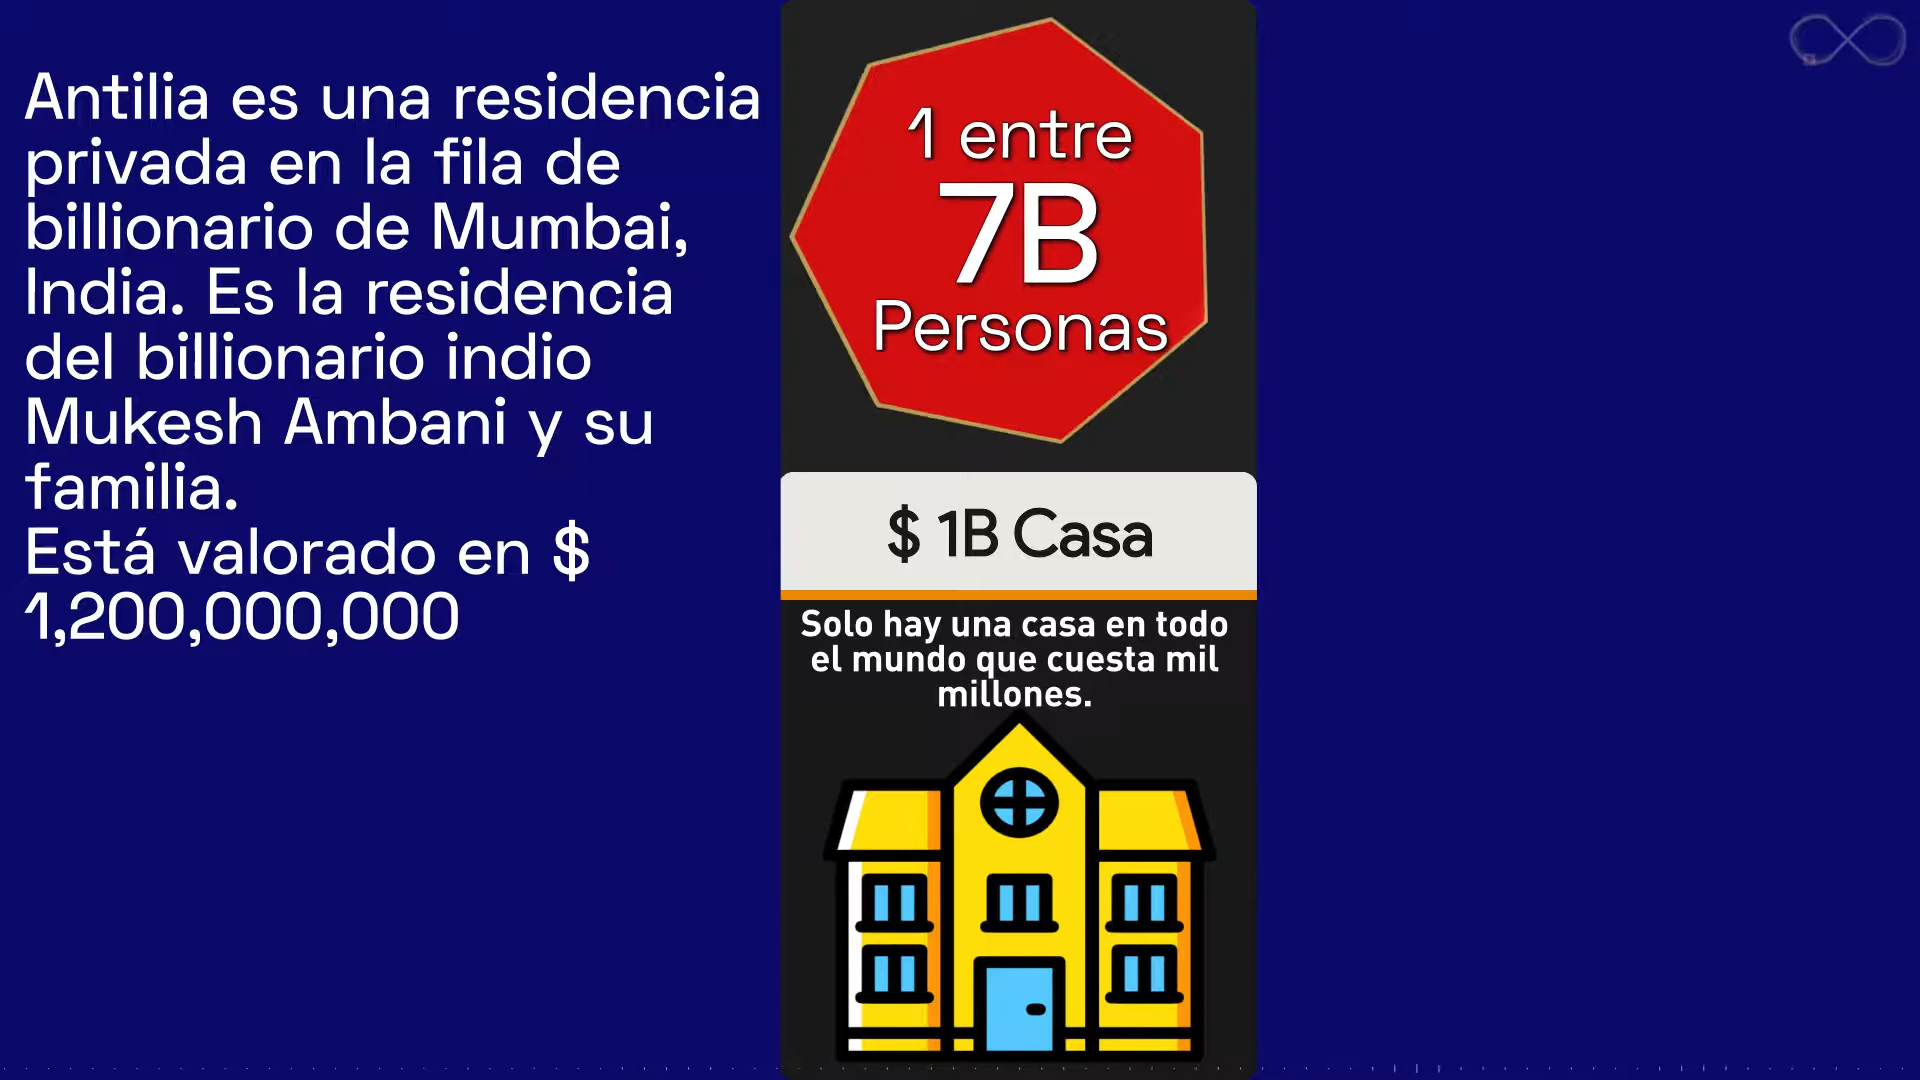 Antilia es una residencia
privada en la fila de
billionario de Mumbai,
India. Es la residencia
del billionario indio
Mukesh Ambani y su
familia.
Está valorado en $
1,200,000,000
1 entre
7B
Personas
$ 1B Casa
Solo hay una casa en todo
el mundo que cuesta mil
millones.